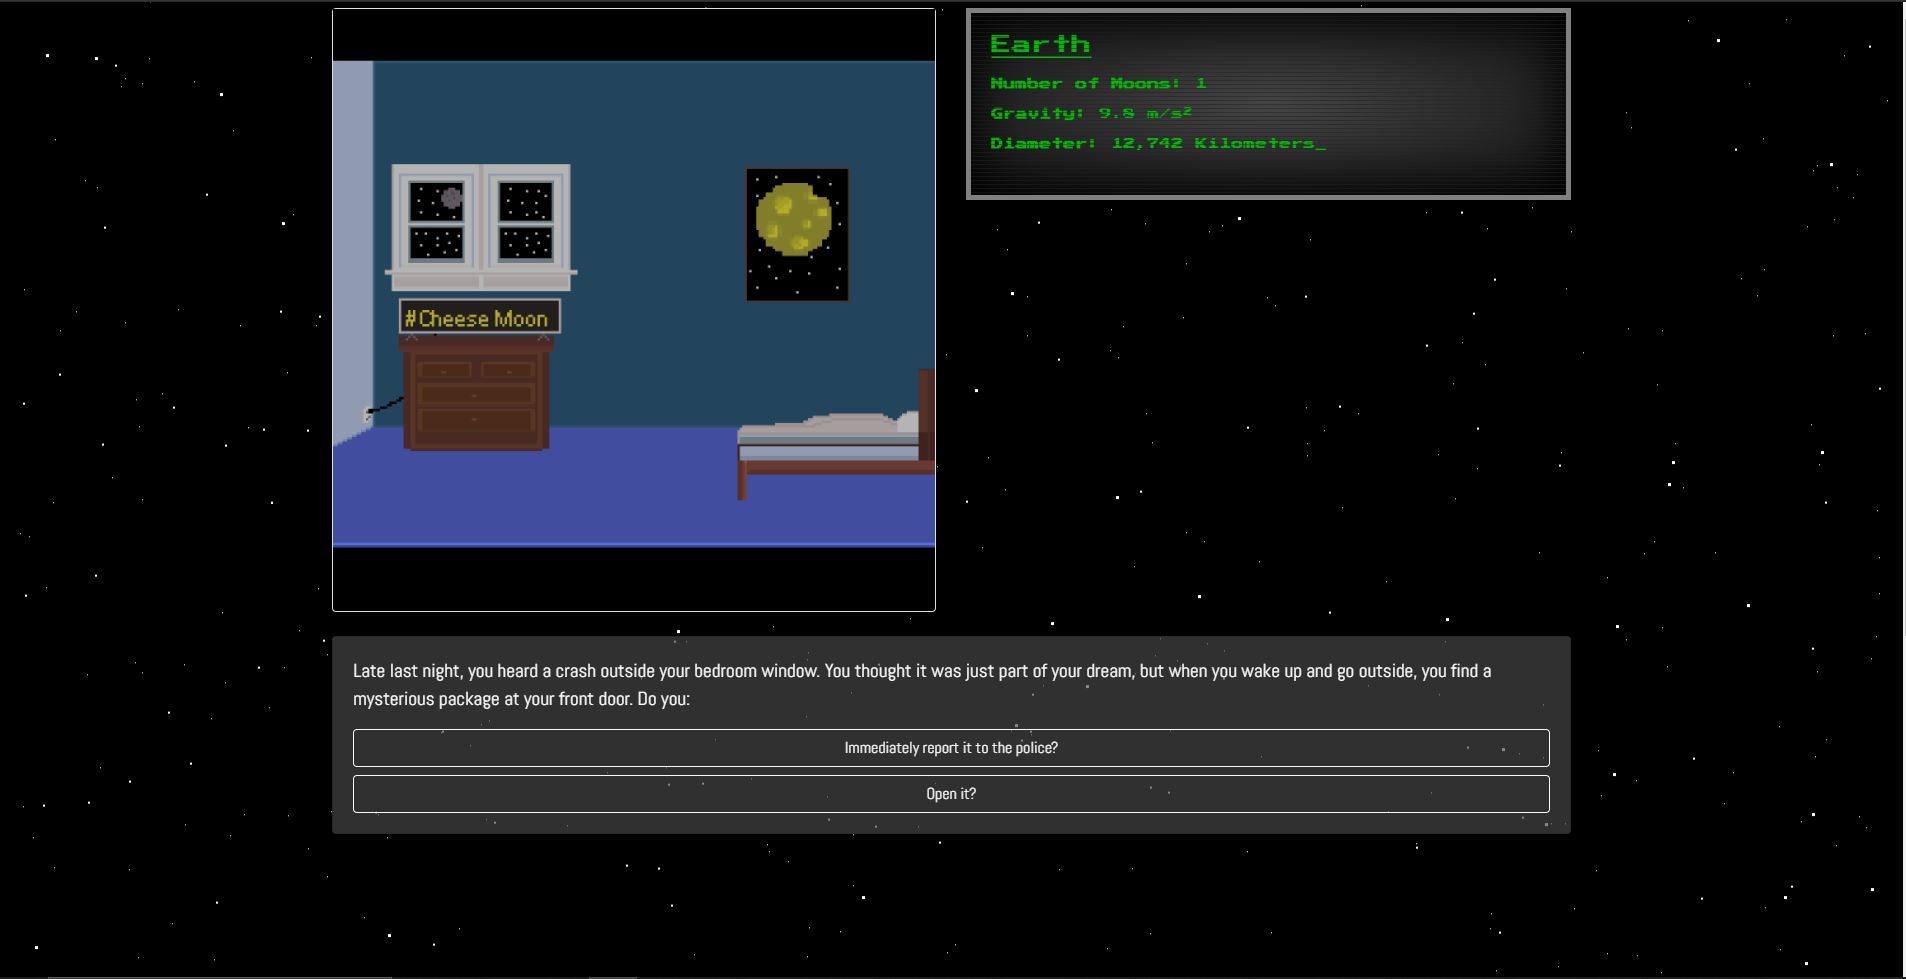 Earth
Number of Moons: 1
Gravity: 9.8 m/s²
Diameter: 12,742 Kilometers_
#Cheese Moon
Late last night, you heard a crash outside your bedroom window. You thought it was just part of your dream, but when you wake up and go outside, you find a
mysterious package at your front door. Do you:
Immediately report it to the police?
Open it?